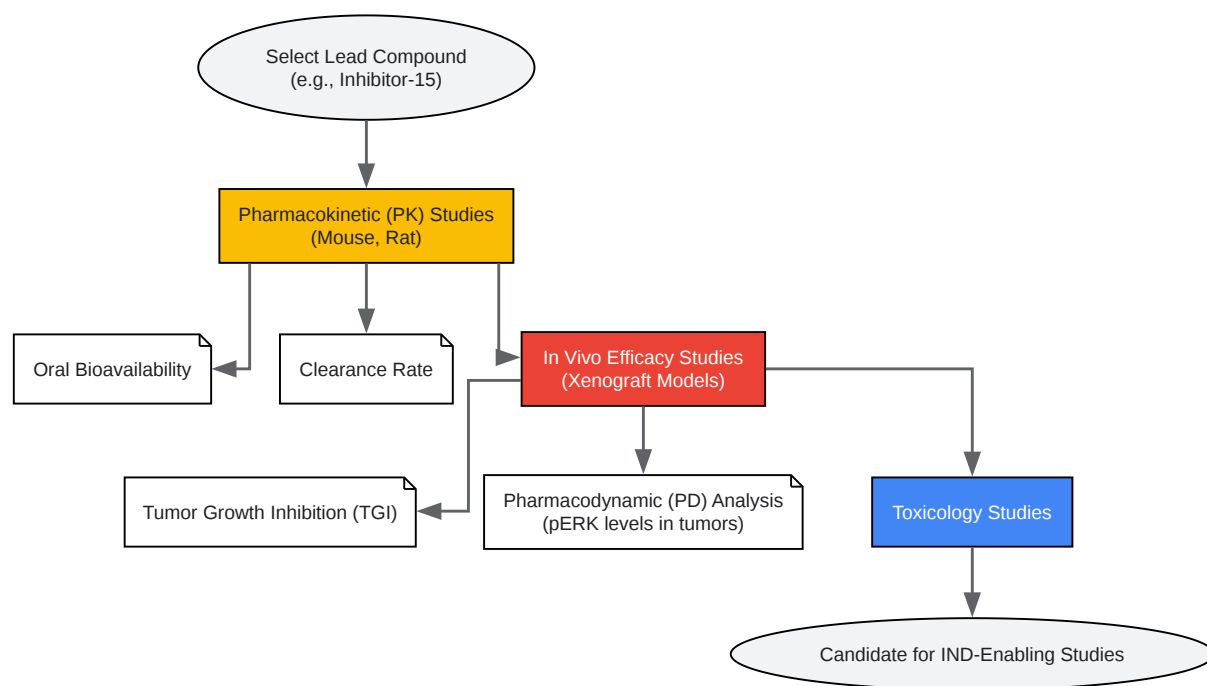 Select Lead Compound
(e.g., Inhibitor-15)
Pharmacokinetic (PK) Studies
(Mouse, Rat)
Oral Bioavailability
Clearance Rate
In Vivo Efficacy Studies
(Xenograft Models)
Tumor Growth Inhibition (TGI)
Pharmacodynamic (PD) Analysis
(pERK levels in tumors)
Toxicology Studies
Candidate for IND-Enabling Studies